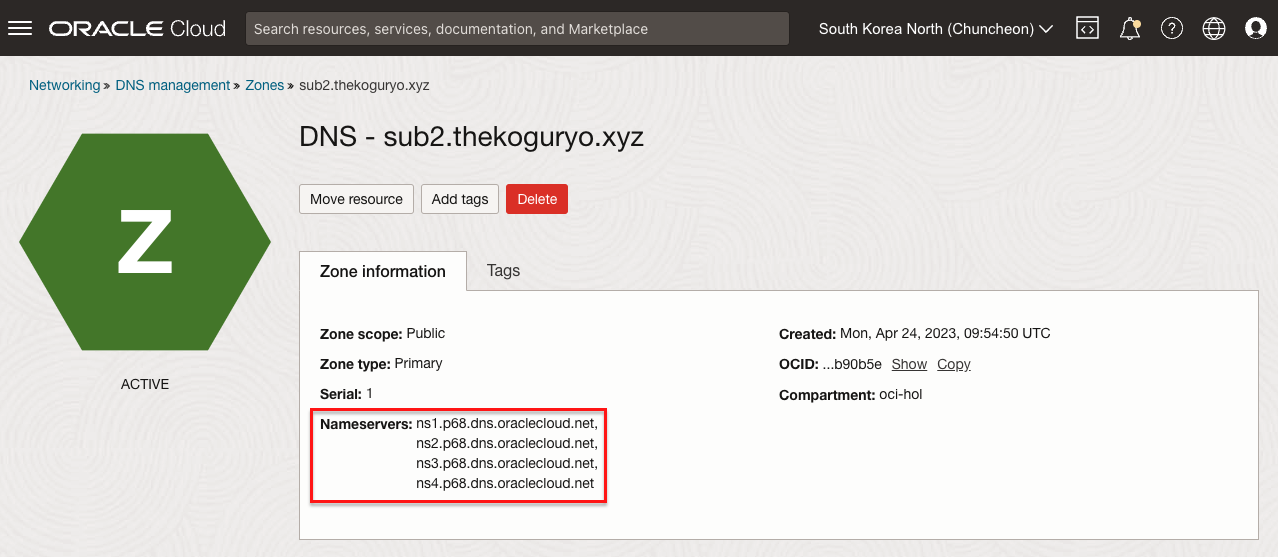 ORACLE Cloud
Search resources, services, documentation, and Marketplace
South Korea North (Chuncheon)
Networking » DNS management » Zones » sub2.thekoguryo.xyz
Z
ACTIVE
DNS - sub2.thekoguryo.xyz
Move resource
Add tags
Delete
Zone information
Tags
Zone scope: Public
Zone type: Primary
Serial: 1
Nameservers: ns1.p68.dns.oraclecloud.net,
ns2.p68.dns.oraclecloud.net,
ns3.p68.dns.oraclecloud.net,
ns4.p68.dns.oraclecloud.net
Created: Mon, Apr 24, 2023, 09:54:50 UTC
OCID: ...b90b5e Show Copy
Compartment: oci-hol